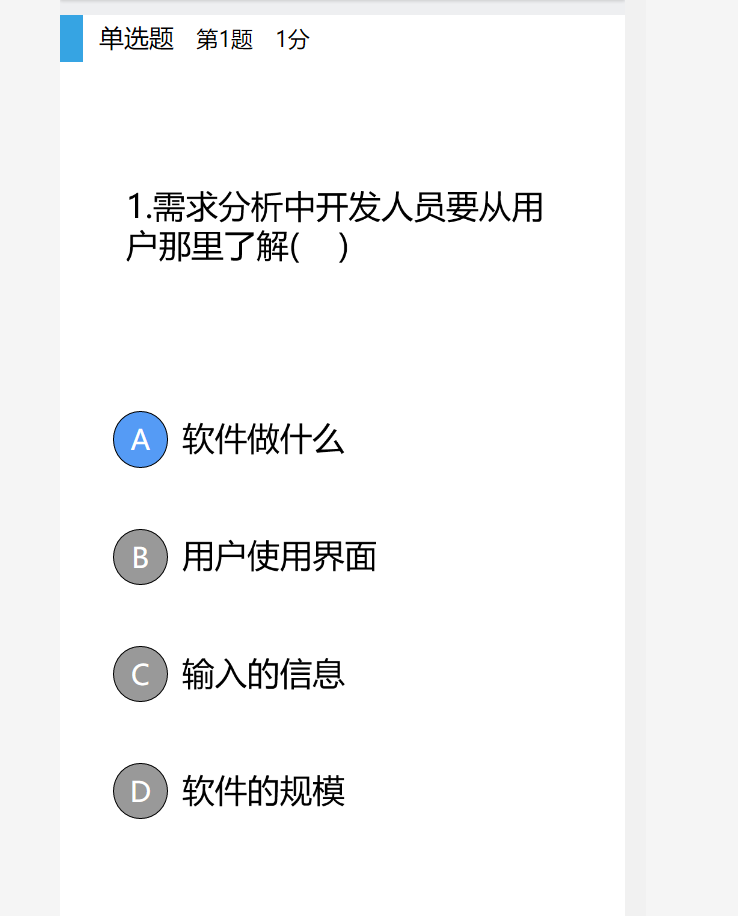 单选题 第1题 1分
1.需求分析中开发人员要从用
户那里了解( )
A 软件做什么
B 用户使用界面
C 输入的信息
D 软件的规模